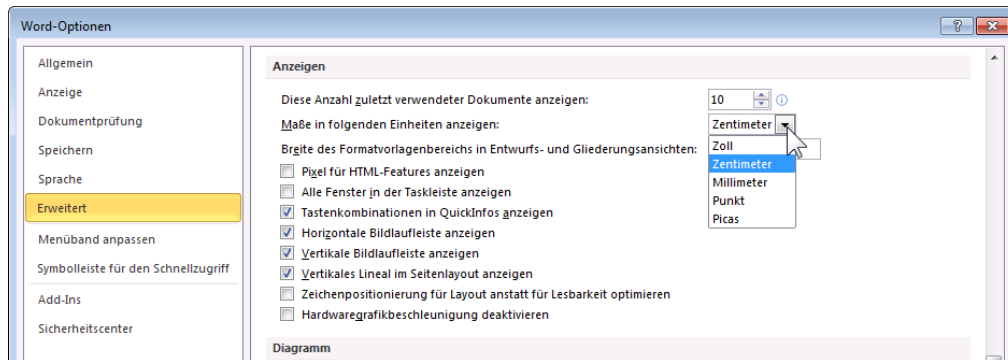 Word-Optionen
Allgemein
Anzeige
Dokumentprüfung
Speichern
Sprache
Erweitert
Menüband anpassen
Symbolleiste für den Schnellzugriff
Add-Ins
Sicherheitscenter
Anzeigen
Diese Anzahl zuletzt verwendeter Dokumente anzeigen: 10
Maße in folgenden Einheiten anzeigen: Zentimeter
Breite des Formatvorlagenbereichs in Entwurfs- und Gliederungsansichten:
Zoll
Zentimeter
Millimeter
Punkt
Picas
Pixel für HTML-Features anzeigen
Alle Fenster in der Taskleiste anzeigen
Tastenkombinationen in QuickInfos anzeigen
Horizontale Bildlaufleiste anzeigen
Vertikale Bildlaufleiste anzeigen
Vertikales Lineal im Seitenlayout anzeigen
Zeichenpositionierung für Layout anstatt für Lesbarkeit optimieren
Hardwaregrafikbeschleunigung deaktivieren
Diagramm